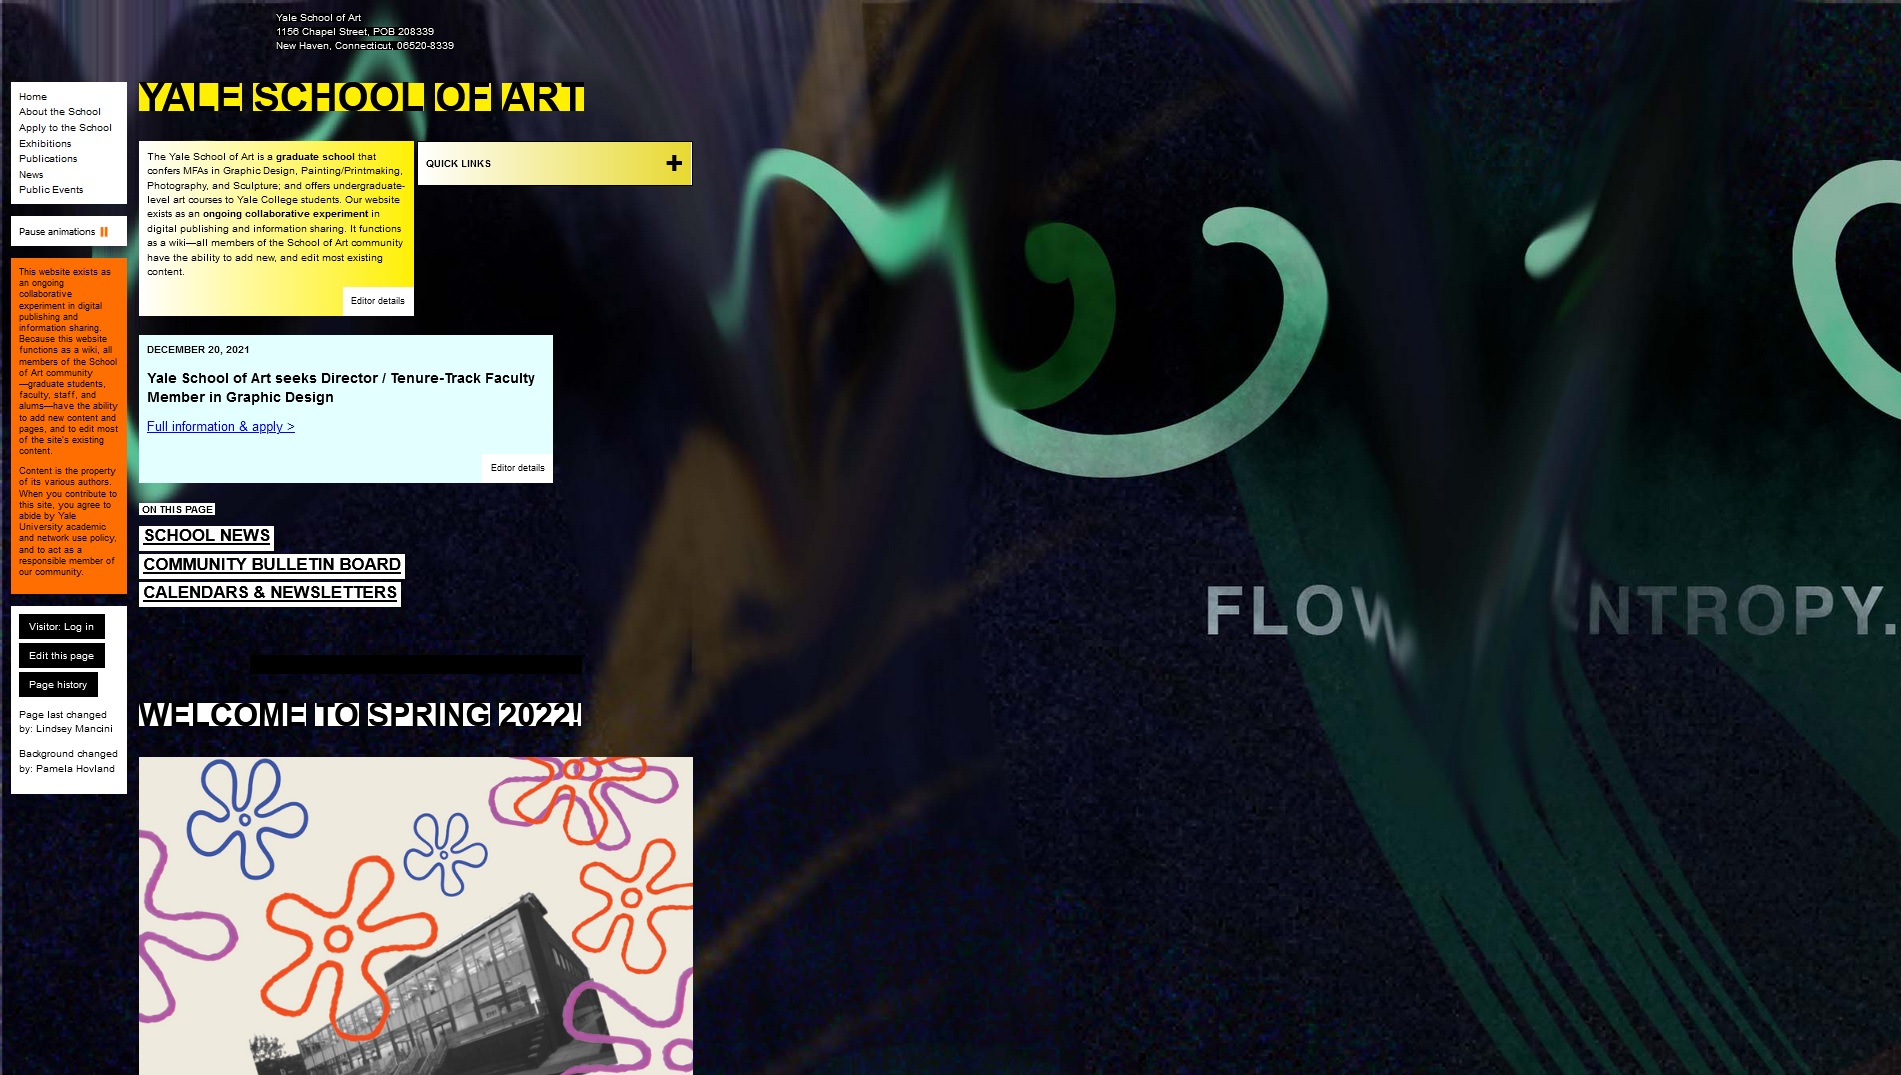 Yale School of Art
1156 Chapel Street, POB 208339
New Haven, Connecticut, 06520-8339
Home
About the School
Apply to the School
Exhibitions
Publications
News
Public Events
Pause animations
This website exists as
an ongoing
collaborative
experiment in digital
publishing and
information sharing.
Because this website
functions as a wiki, all
members of the School
of Art community
—graduate students,
faculty, staff, and
alums—have the ability
to add new content and
pages, and to edit most
of the site's existing
content.
Content is the property
of its various authors.
When you contribute to
this site, you agree to
abide by Yale
University academic
and network use policy,
and to act as a
responsible member of
our community.
Visitor: Log in
Edit this page
Page history
Page last changed
by: Lindsey Mancini
Background changed
by: Pamela Hovland
YALE SCHOOL OF ART
The Yale School of Art is a graduate school that
confers MFAs in Graphic Design, Painting/Printmaking,
Photography, and Sculpture; and offers undergraduate-
level art courses to Yale College students. Our website
exists as an ongoing collaborative experiment in
digital publishing and information sharing. It functions
as a wiki—all members of the School of Art community
have the ability to add new, and edit most existing
content.
Editor details
QUICK LINKS
DECEMBER 20, 2021
Yale School of Art seeks Director / Tenure-Track Faculty
Member in Graphic Design
Full information & apply >
Editor details
ON THIS PAGE
SCHOOL NEWS
COMMUNITY BULLETIN BOARD
CALENDARS & NEWSLETTERS
WELCOME TO SPRING 2022!
FLOW NTROPY.